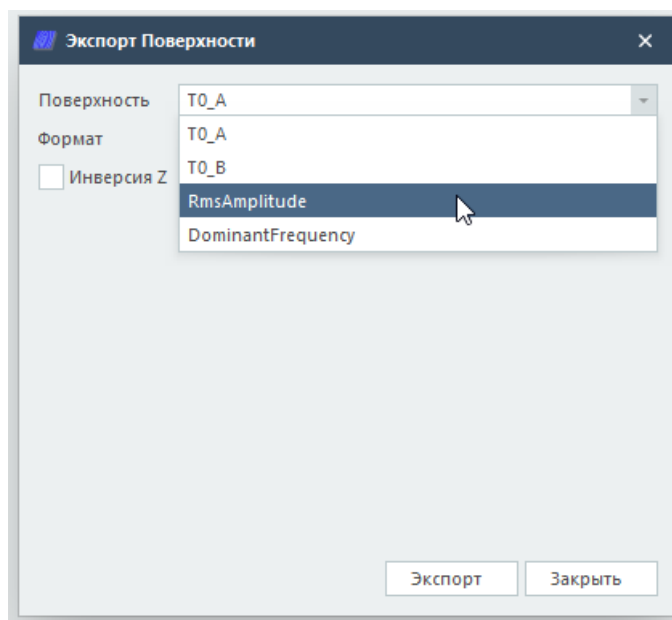 Экспорт Поверхности
Поверхность T0_A
Формат T0_A
T0_B
Инверсия Z
RmsAmplitude
DominantFrequency
Экспорт Закрыть